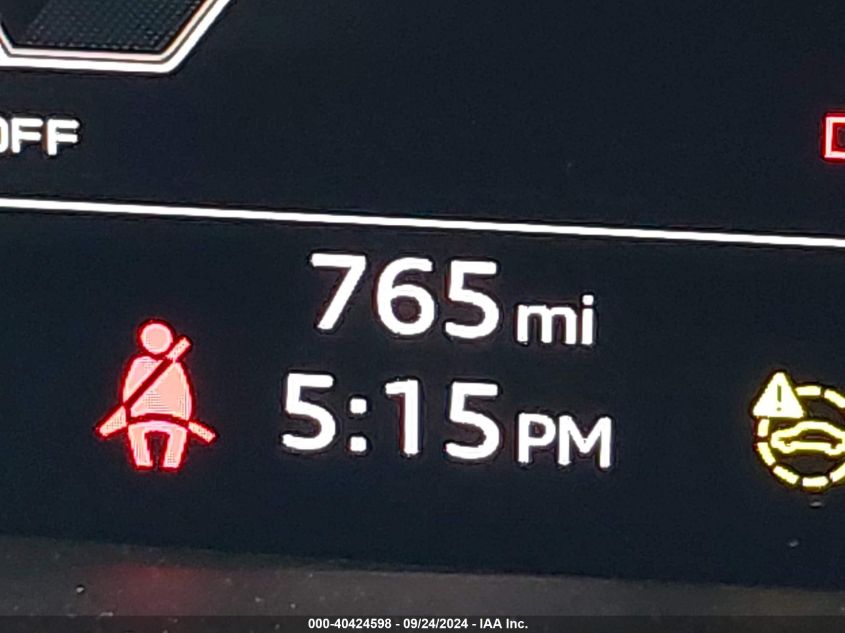 OFF
765 mi
5:15 PM
000-40424598 - 09/24/2024 - IAA Inc.